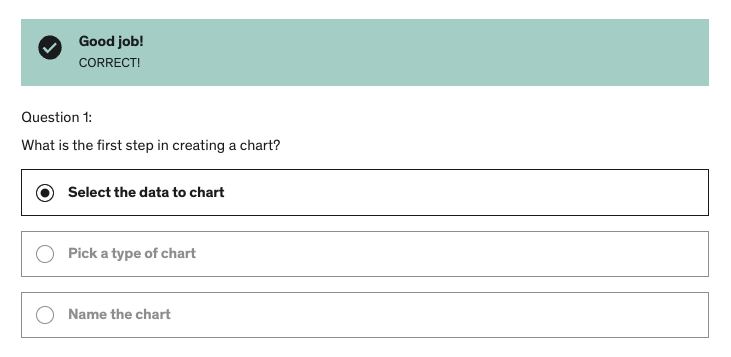 Good job!
CORRECT!
Question 1:
What is the first step in creating a chart?
Select the data to chart
Pick a type of chart
Name the chart